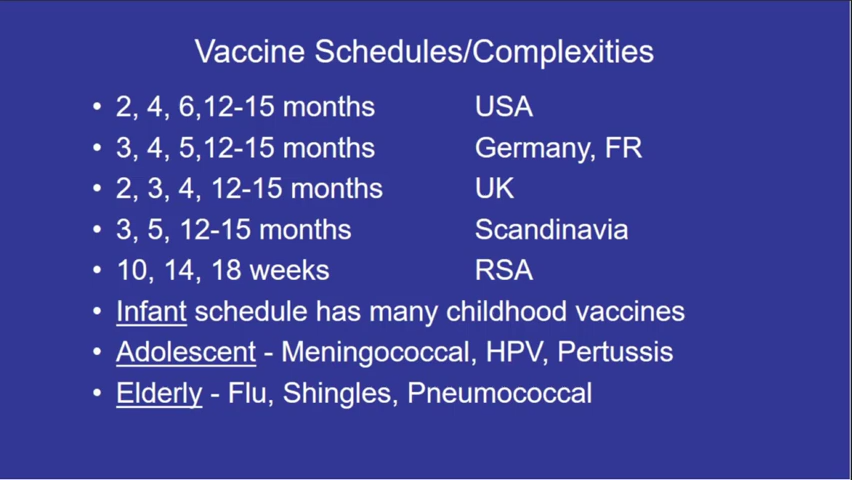 Vaccine Schedules/Complexities
• 2, 4, 6,12-15 months USA
• 3, 4, 5,12-15 months Germany, FR
• 2, 3, 4, 12-15 months UK
• 3, 5, 12-15 months Scandinavia
• 10, 14, 18 weeks RSA
• Infant schedule has many childhood vaccines
• Adolescent - Meningococcal, HPV, Pertussis
• Elderly - Flu, Shingles, Pneumococcal